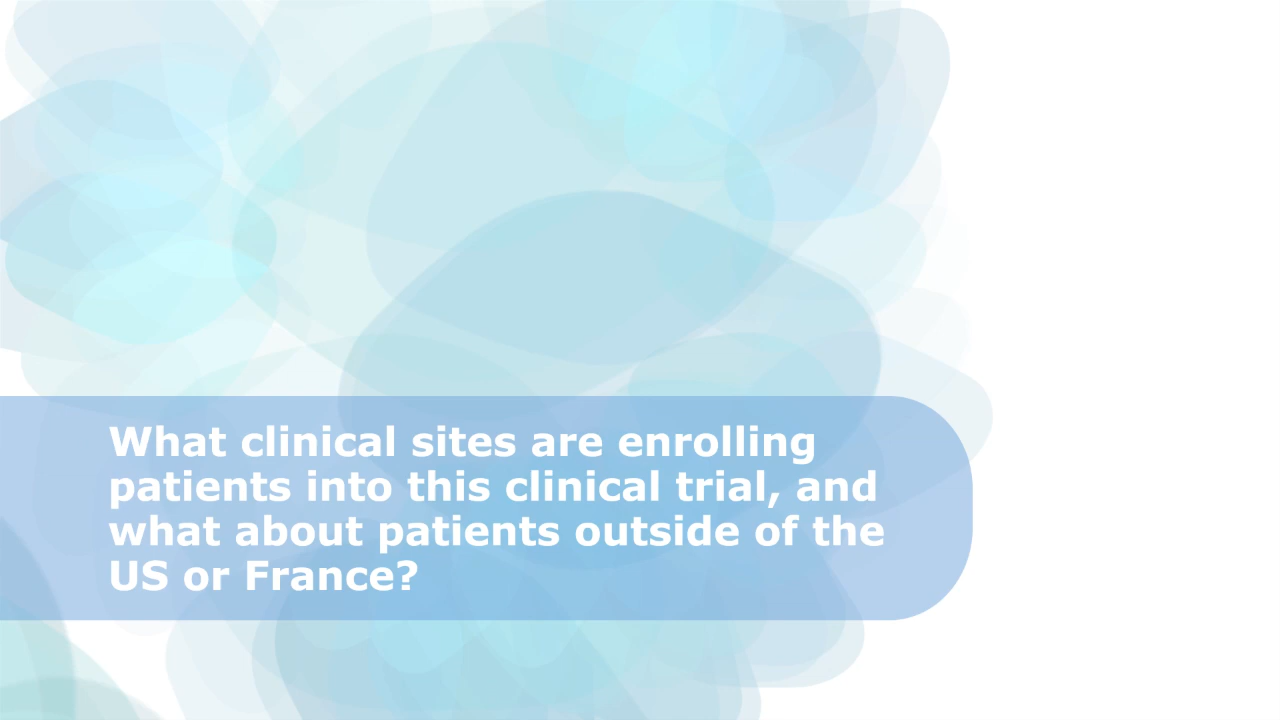 What clinical sites are enrolling
patients into this clinical trial, and
what about patients outside of the
US or France?